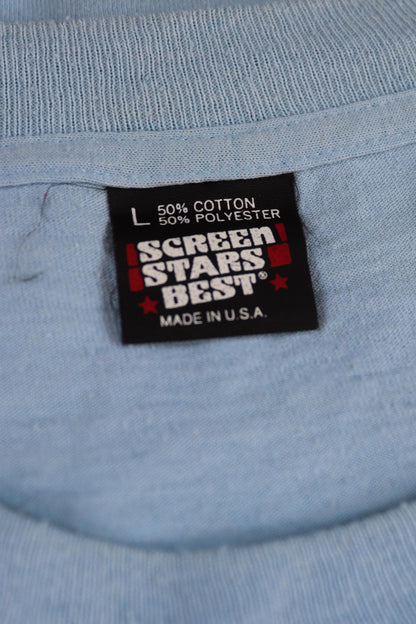 L 50% COTTON
50% POLYESTER
SCREEN
STARS
BEST®
MADE IN U.S.A.